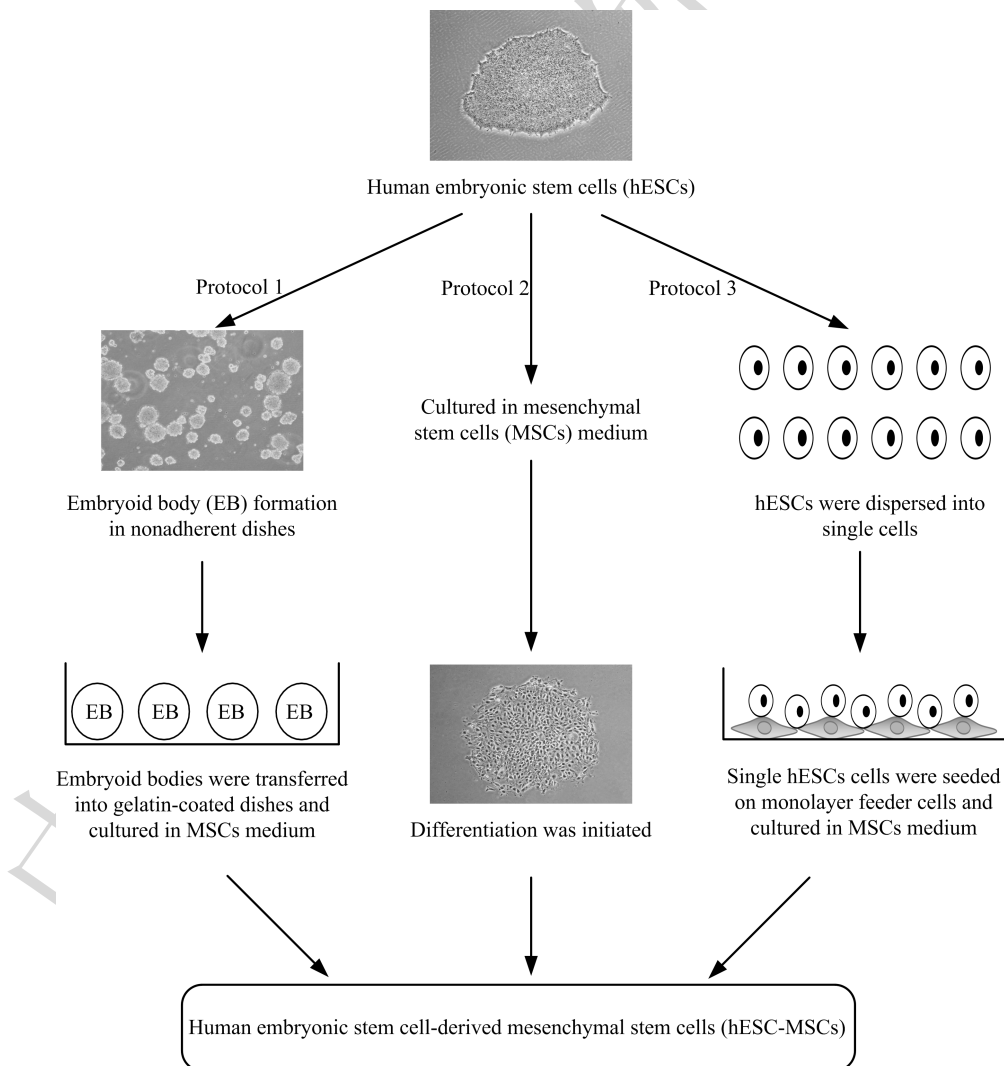 Human embryonic stem cells (hESCs)
Protocol 1
Protocol 2
Protocol 3
Cultured in mesenchymal
stem cells (MSCs) medium
Embryoid body (EB) formation
in nonadherent dishes
hESCs were dispersed into
single cells
EB EB EB EB
Embryoid bodies were transferred
into gelatin-coated dishes and
cultured in MSCs medium
Differentiation was initiated
Single hESCs cells were seeded
on monolayer feeder cells and
cultured in MSCs medium
Human embryonic stem cell-derived mesenchymal stem cells (hESC-MSCs)